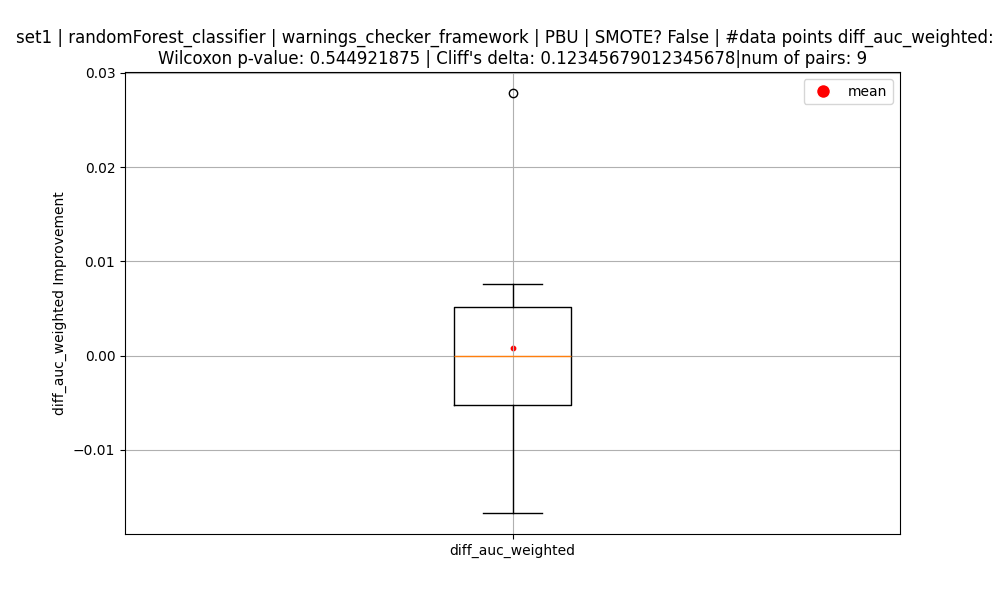 set1 | randomForest_classifier | warnings_checker_framework | PBU | SMOTE? False | #data points diff_auc_weighted:
Wilcoxon p-value: 0.544921875 | Cliff's delta: 0.12345679012345678|num of pairs: 9
mean
0.03
0.02
0.01
0.00
−0.01
diff_auc_weighted Improvement
diff_auc_weighted